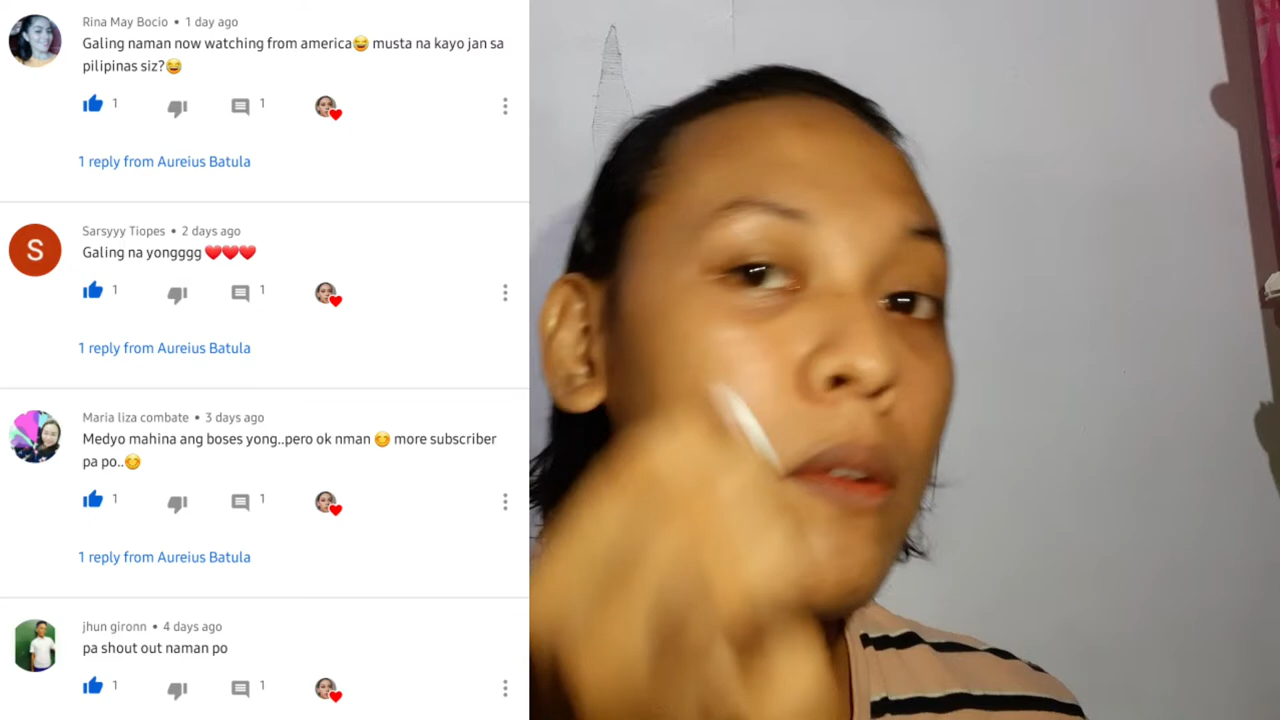 Rina May Bocio • 1 day ago
Galing naman now watching from america😂 musta na kayo jan sa
pilipinas siz?😂
1 1
1 reply from Aureius Batula
S
Sarsyyy Tiopes • 2 days ago
Galing na yongggg ❤️❤️❤️
1 1
1 reply from Aureius Batula
Maria liza combate • 3 days ago
Medyo mahina ang boses yong..pero ok nman 😊 more subscriber
pa po..😊
1 1
1 reply from Aureius Batula
jhun gironn • 4 days ago
pa shout out naman po
1 1